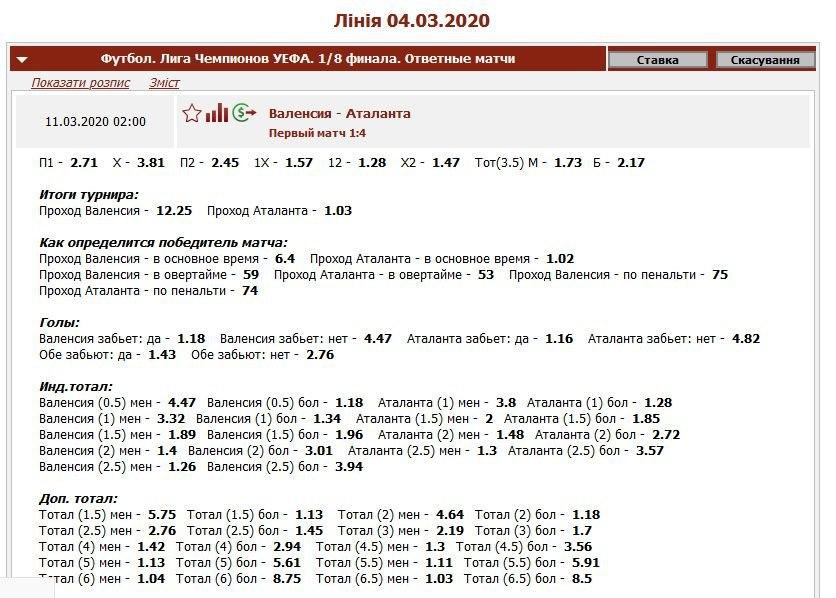 Лінія 04.03.2020
Футбол. Лига Чемпионов УЕФА. 1/8 финала. Ответные матчи
Ставка
Скасування
Показати розпис Зміст
11.03.2020 02:00
Валенсия - Аталанта
Первый матч 1:4
П1 - 2.71 X - 3.81 П2 - 2.45 1X - 1.57 12 - 1.28 X2 - 1.47 Тот(3.5) М - 1.73 Б - 2.17
Итоги турнира:
Проход Валенсия - 12.25 Проход Аталанта - 1.03
Как определится победитель матча:
Проход Валенсия - в основное время - 6.4 Проход Аталанта - в основное время - 1.02
Проход Валенсия - в овертайме - 59 Проход Аталанта - в овертайме - 53 Проход Валенсия - по пенальти - 75
Проход Аталанта - по пенальти - 74
Голы:
Валенсия забьет: да - 1.18 Валенсия забьет: нет - 4.47 Аталанта забьет: да - 1.16 Аталанта забьет: нет - 4.82
Обе забьют: да - 1.43 Обе забьют: нет - 2.76
Инд.тотал:
Валенсия (0.5) мен - 4.47 Валенсия (0.5) бол - 1.18 Аталанта (1) мен - 3.8 Аталанта (1) бол - 1.28
Валенсия (1) мен - 3.32 Валенсия (1) бол - 1.34 Аталанта (1.5) мен - 2 Аталанта (1.5) бол - 1.85
Валенсия (1.5) мен - 1.89 Валенсия (1.5) бол - 1.96 Аталанта (2) мен - 1.48 Аталанта (2) бол - 2.72
Валенсия (2) мен - 1.4 Валенсия (2) бол - 3.01 Аталанта (2.5) мен - 1.3 Аталанта (2.5) бол - 3.57
Валенсия (2.5) мен - 1.26 Валенсия (2.5) бол - 3.94
Доп. тотал:
Тотал (1.5) мен - 5.75 Тотал (1.5) бол - 1.13 Тотал (2) мен - 4.64 Тотал (2) бол - 1.18
Тотал (2.5) мен - 2.76 Тотал (2.5) бол - 1.45 Тотал (3) мен - 2.19 Тотал (3) бол - 1.7
Тотал (4) мен - 1.42 Тотал (4) бол - 2.94 Тотал (4.5) мен - 1.3 Тотал (4.5) бол - 3.56
Тотал (5) мен - 1.13 Тотал (5) бол - 5.61 Тотал (5.5) мен - 1.11 Тотал (5.5) бол - 5.91
Тотал (6) мен - 1.04 Тотал (6) бол - 8.75 Тотал (6.5) мен - 1.03 Тотал (6.5) бол - 8.5